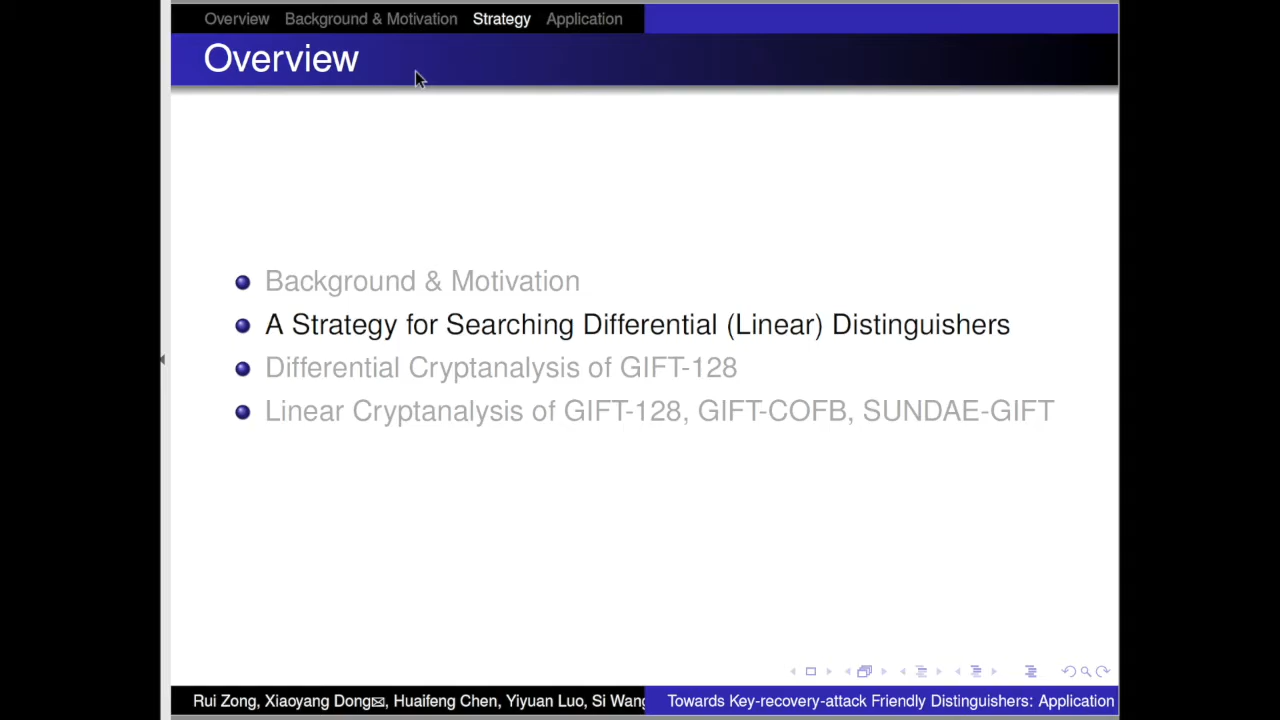 Overview Background & Motivation Strategy Application
Overview
Background & Motivation
A Strategy for Searching Differential (Linear) Distinguishers
Differential Cryptanalysis of GIFT-128
Linear Cryptanalysis of GIFT-128, GIFT-COFB, SUNDAE-GIFT
Rui Zong, Xiaoyang Dong✉, Huaifeng Chen, Yiyuan Luo, Si Wang Towards Key-recovery-attack Friendly Distinguishers: Application